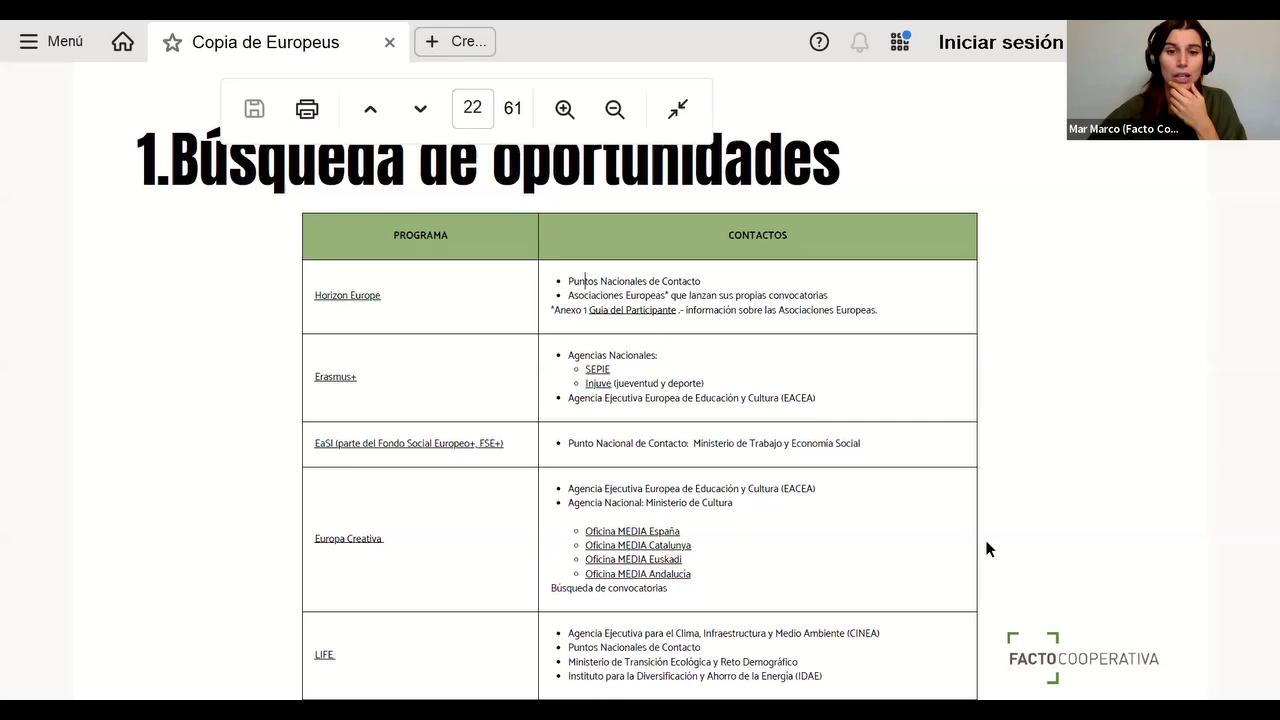 Menú
Copia de Europeus
Cre...
Iniciar sesión
22 61
Mar Marco (Facto Co...
1.Búsqueda de oportunidades
PROGRAMA
CONTACTOS
Horizon Europe
Puntos Nacionales de Contacto
Asociaciones Europeas* que lanzan sus propias convocatorias
*Anexo 1 Guia del Participante .- información sobre las Asociaciones Europeas.
Erasmus+
Agencias Nacionales:
SEPIE
Injuve (jueventud y deporte)
Agencia Ejecutiva Europea de Educación y Cultura (EACEA)
EaSI (parte del Fondo Social Europeo+, FSE+)
Punto Nacional de Contacto: Ministerio de Trabajo y Economía Social
Europa Creativa
Agencia Ejecutiva Europea de Educación y Cultura (EACEA)
Agencia Nacional: Ministerio de Cultura
Oficina MEDIA España
Oficina MEDIA Catalunya
Oficina MEDIA Euskadi
Oficina MEDIA Andalucía
Búsqueda de convocatorias
LIFE
Agencia Ejecutiva para el Clima, Infraestructura y Medio Ambiente (CINEA)
Puntos Nacionales de Contacto
Ministerio de Transición Ecológica y Reto Demográfico
Instituto para la Diversificación y Ahorro de la Energía (IDAE)
FACTOCOOPERATIVA